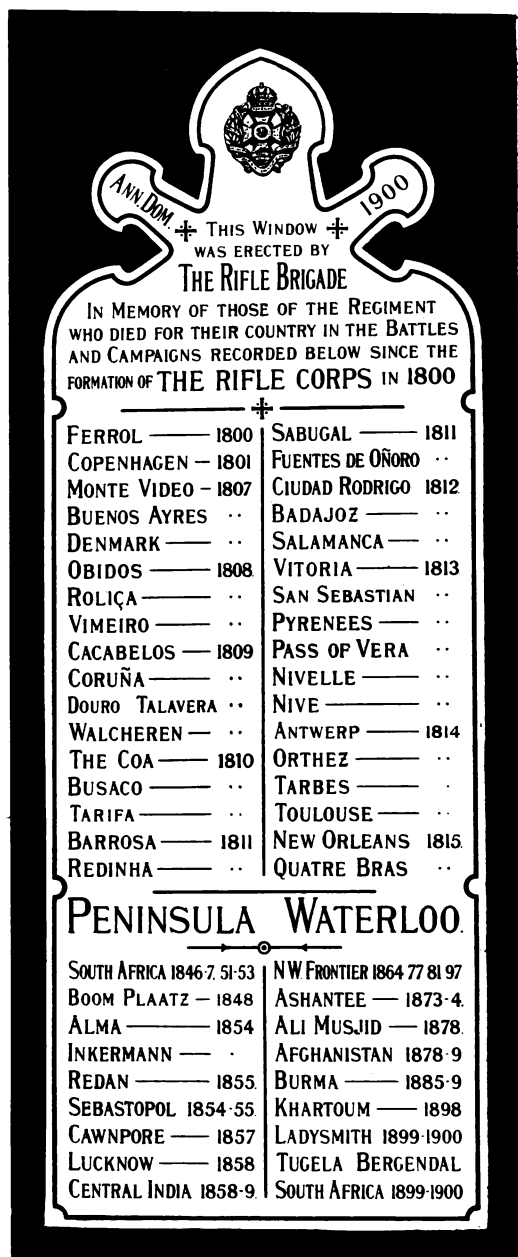 Ann. Dom. 1900
This Window
was erected by
The Rifle Brigade
In Memory of those of the Regiment
who died for their country in the Battles
and Campaigns recorded below since the
formation of THE RIFLE CORPS in 1800
Ferrol — 1800
Copenhagen — 1801
Monte Video — 1807
Buenos Ayres ··
Denmark — ··
Obidos — 1808.
Roliça — ··
Vimeiro — ··
Cacabelos — 1809
Coruña — ··
Douro Talavera ··
Walcheren — ··
The Coa — 1810
Busaco — ··
Tarifa — ··
Barrosa — 1811
Redinha — ··
Sabugal — 1811
Fuentes de Oñoro ··
Ciudad Rodrigo 1812.
Badajoz — ··
Salamanca — ··
Vitoria — 1813
San Sebastian ··
Pyrenees — ··
Pass of Vera ··
Nivelle — ··
Nive — ··
Antwerp — 1814
Orthez — ··
Tarbes — ·
Toulouse — ··
New Orleans 1815.
Quatre Bras ··
Peninsula Waterloo.
South Africa 1846·7. 51·53
Boom Plaatz — 1848
Alma — 1854
Inkermann — ·
Redan — 1855.
Sebastopol 1854·55.
Cawnpore — 1857
Lucknow — 1858
Central India 1858·9.
N.W. Frontier 1864 77 81 97
Ashantee — 1873·4.
Ali Musjid — 1878.
Afghanistan 1878·9
Burma — 1885·9
Khartoum — 1898
Ladysmith 1899·1900
Tugela Bergendal
South Africa 1899·1900